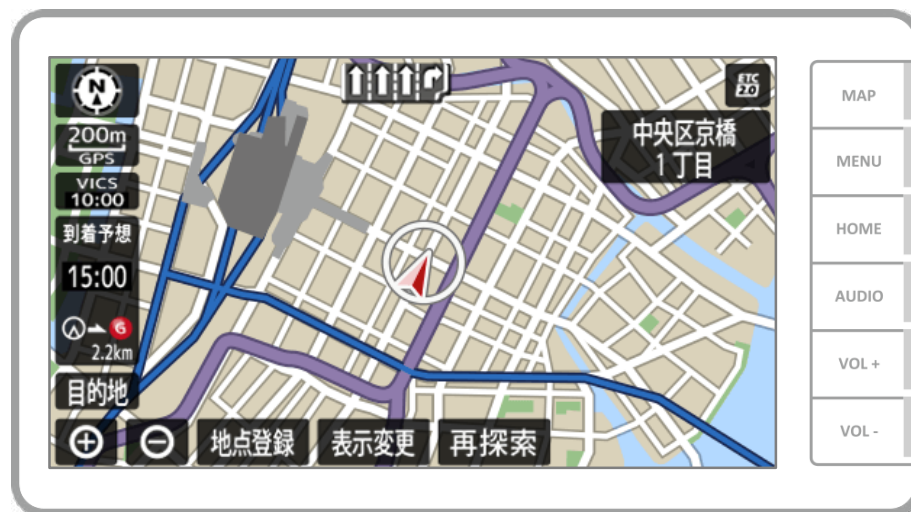 N
200m
GPS
VICS
10:00
到着予想
15:00
G
2.2km
目的地
地点登録
表示変更
再探索
ETC
2.0
中央区京橋
1丁目
MAP
MENU
HOME
AUDIO
VOL +
VOL -